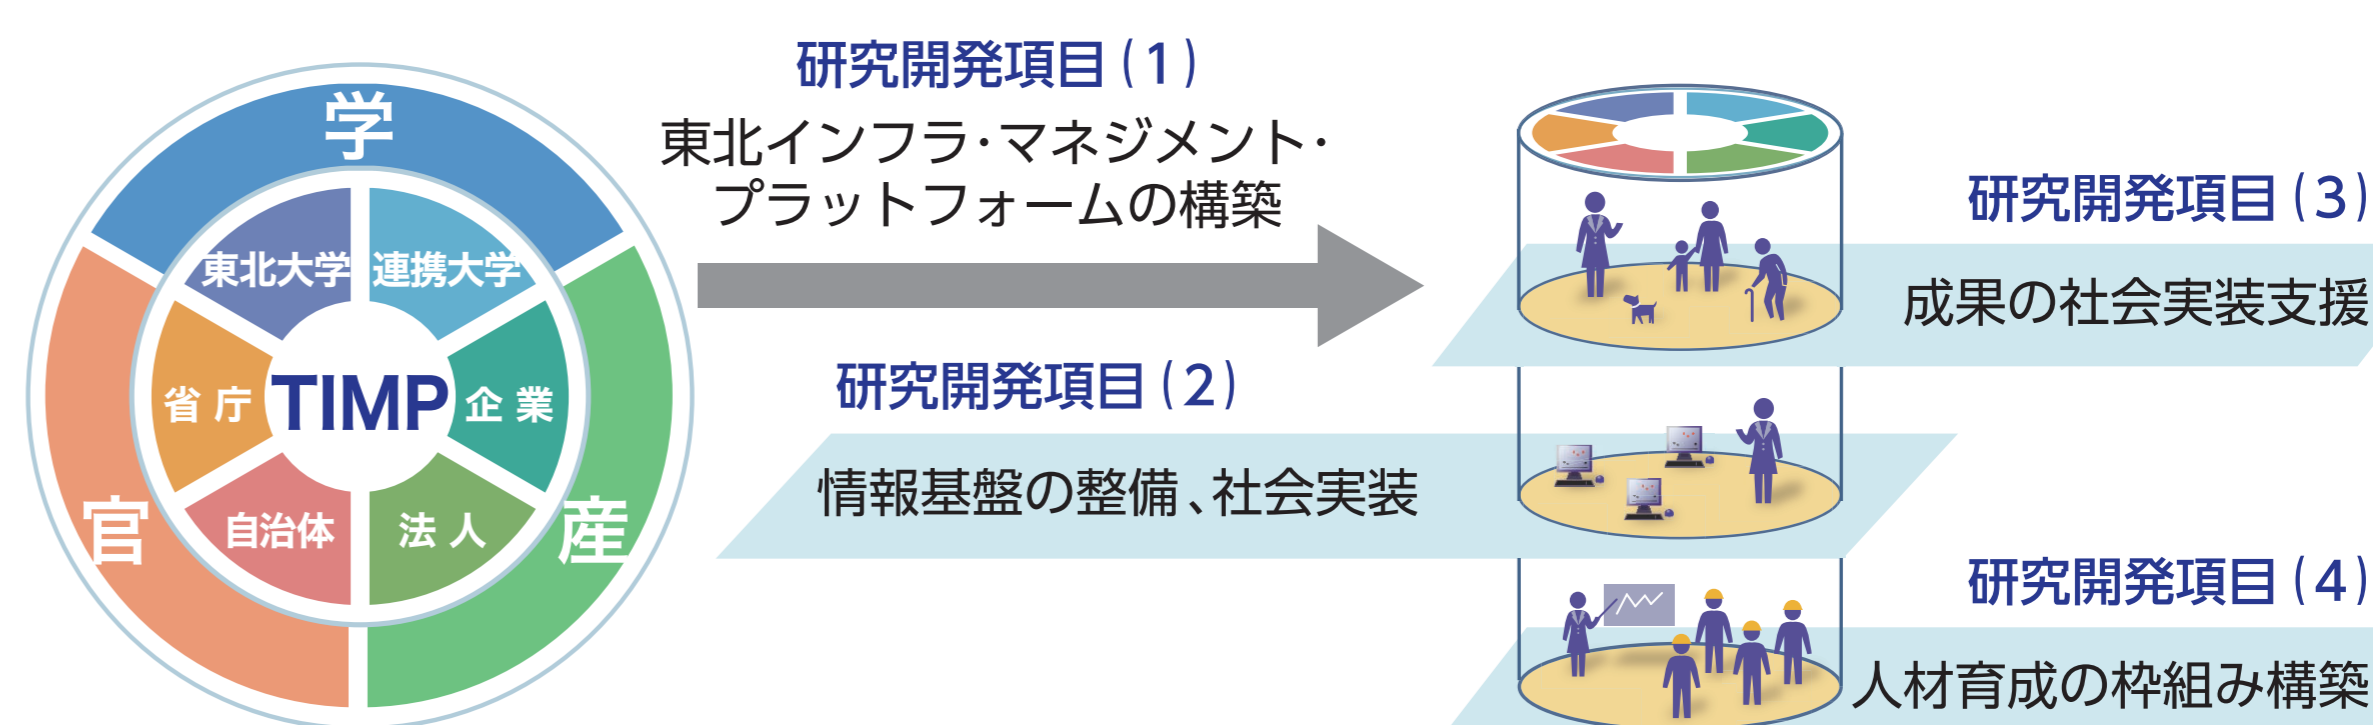 学
東北大学
連携大学
省庁
TIMP
企業
自治体
法人
官
産
研究開発項目(1)
東北インフラ・マネジメント・
プラットフォームの構築
研究開発項目(2)
情報基盤の整備、社会実装
研究開発項目(3)
成果の社会実装支援
研究開発項目(4)
人材育成の枠組み構築